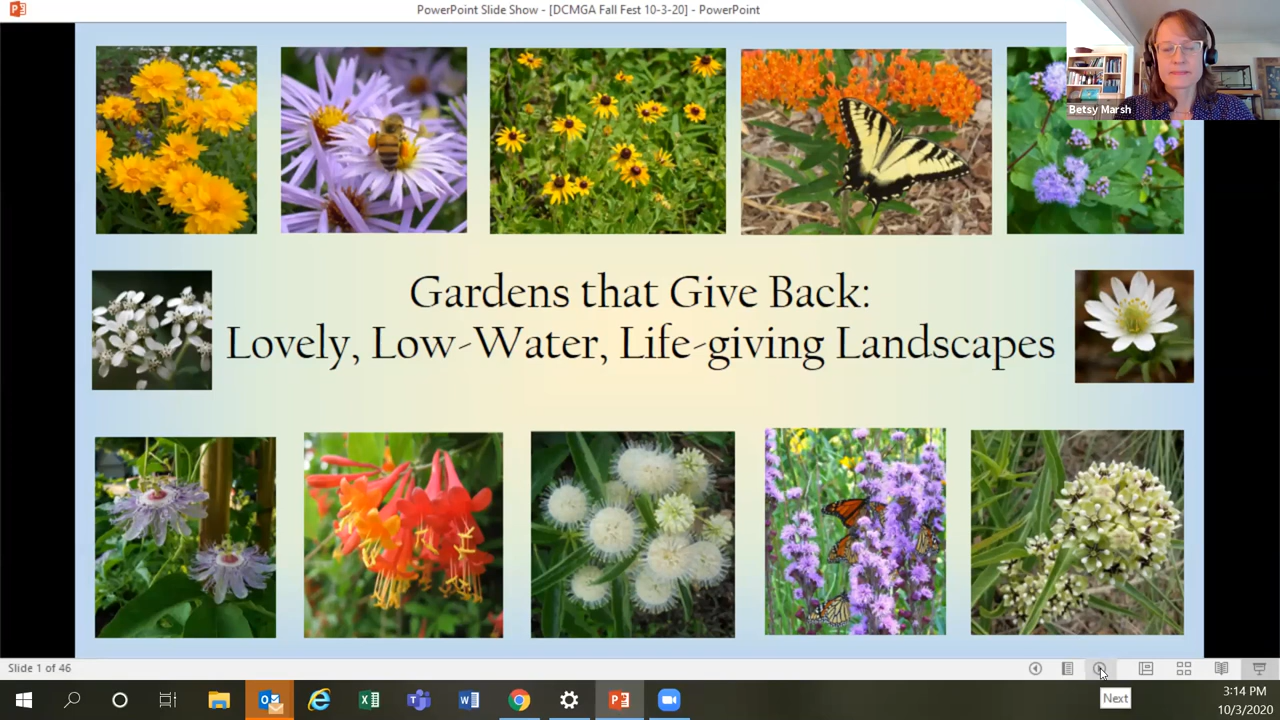 PowerPoint Slide Show - [DCMGA Fall Fest 10-3-20] - PowerPoint
Betsy Marsh
Gardens that Give Back:
Lovely, Low-Water, Life-giving Landscapes
Slide 1 of 46
Next
3:14 PM
10/3/2020